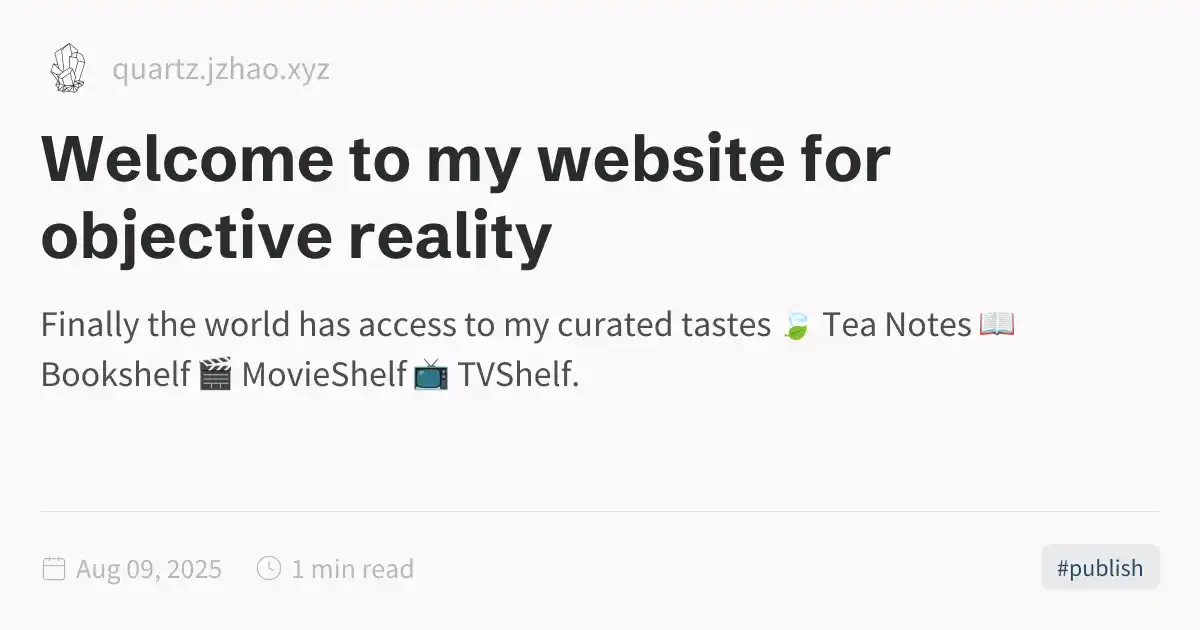 quartz.jzhao.xyz
Welcome to my website for
objective reality
Finally the world has access to my curated tastes 🍃 Tea Notes 📖
Bookshelf 🎬 MovieShelf 📺 TVShelf.
Aug 09, 2025 1 min read #publish